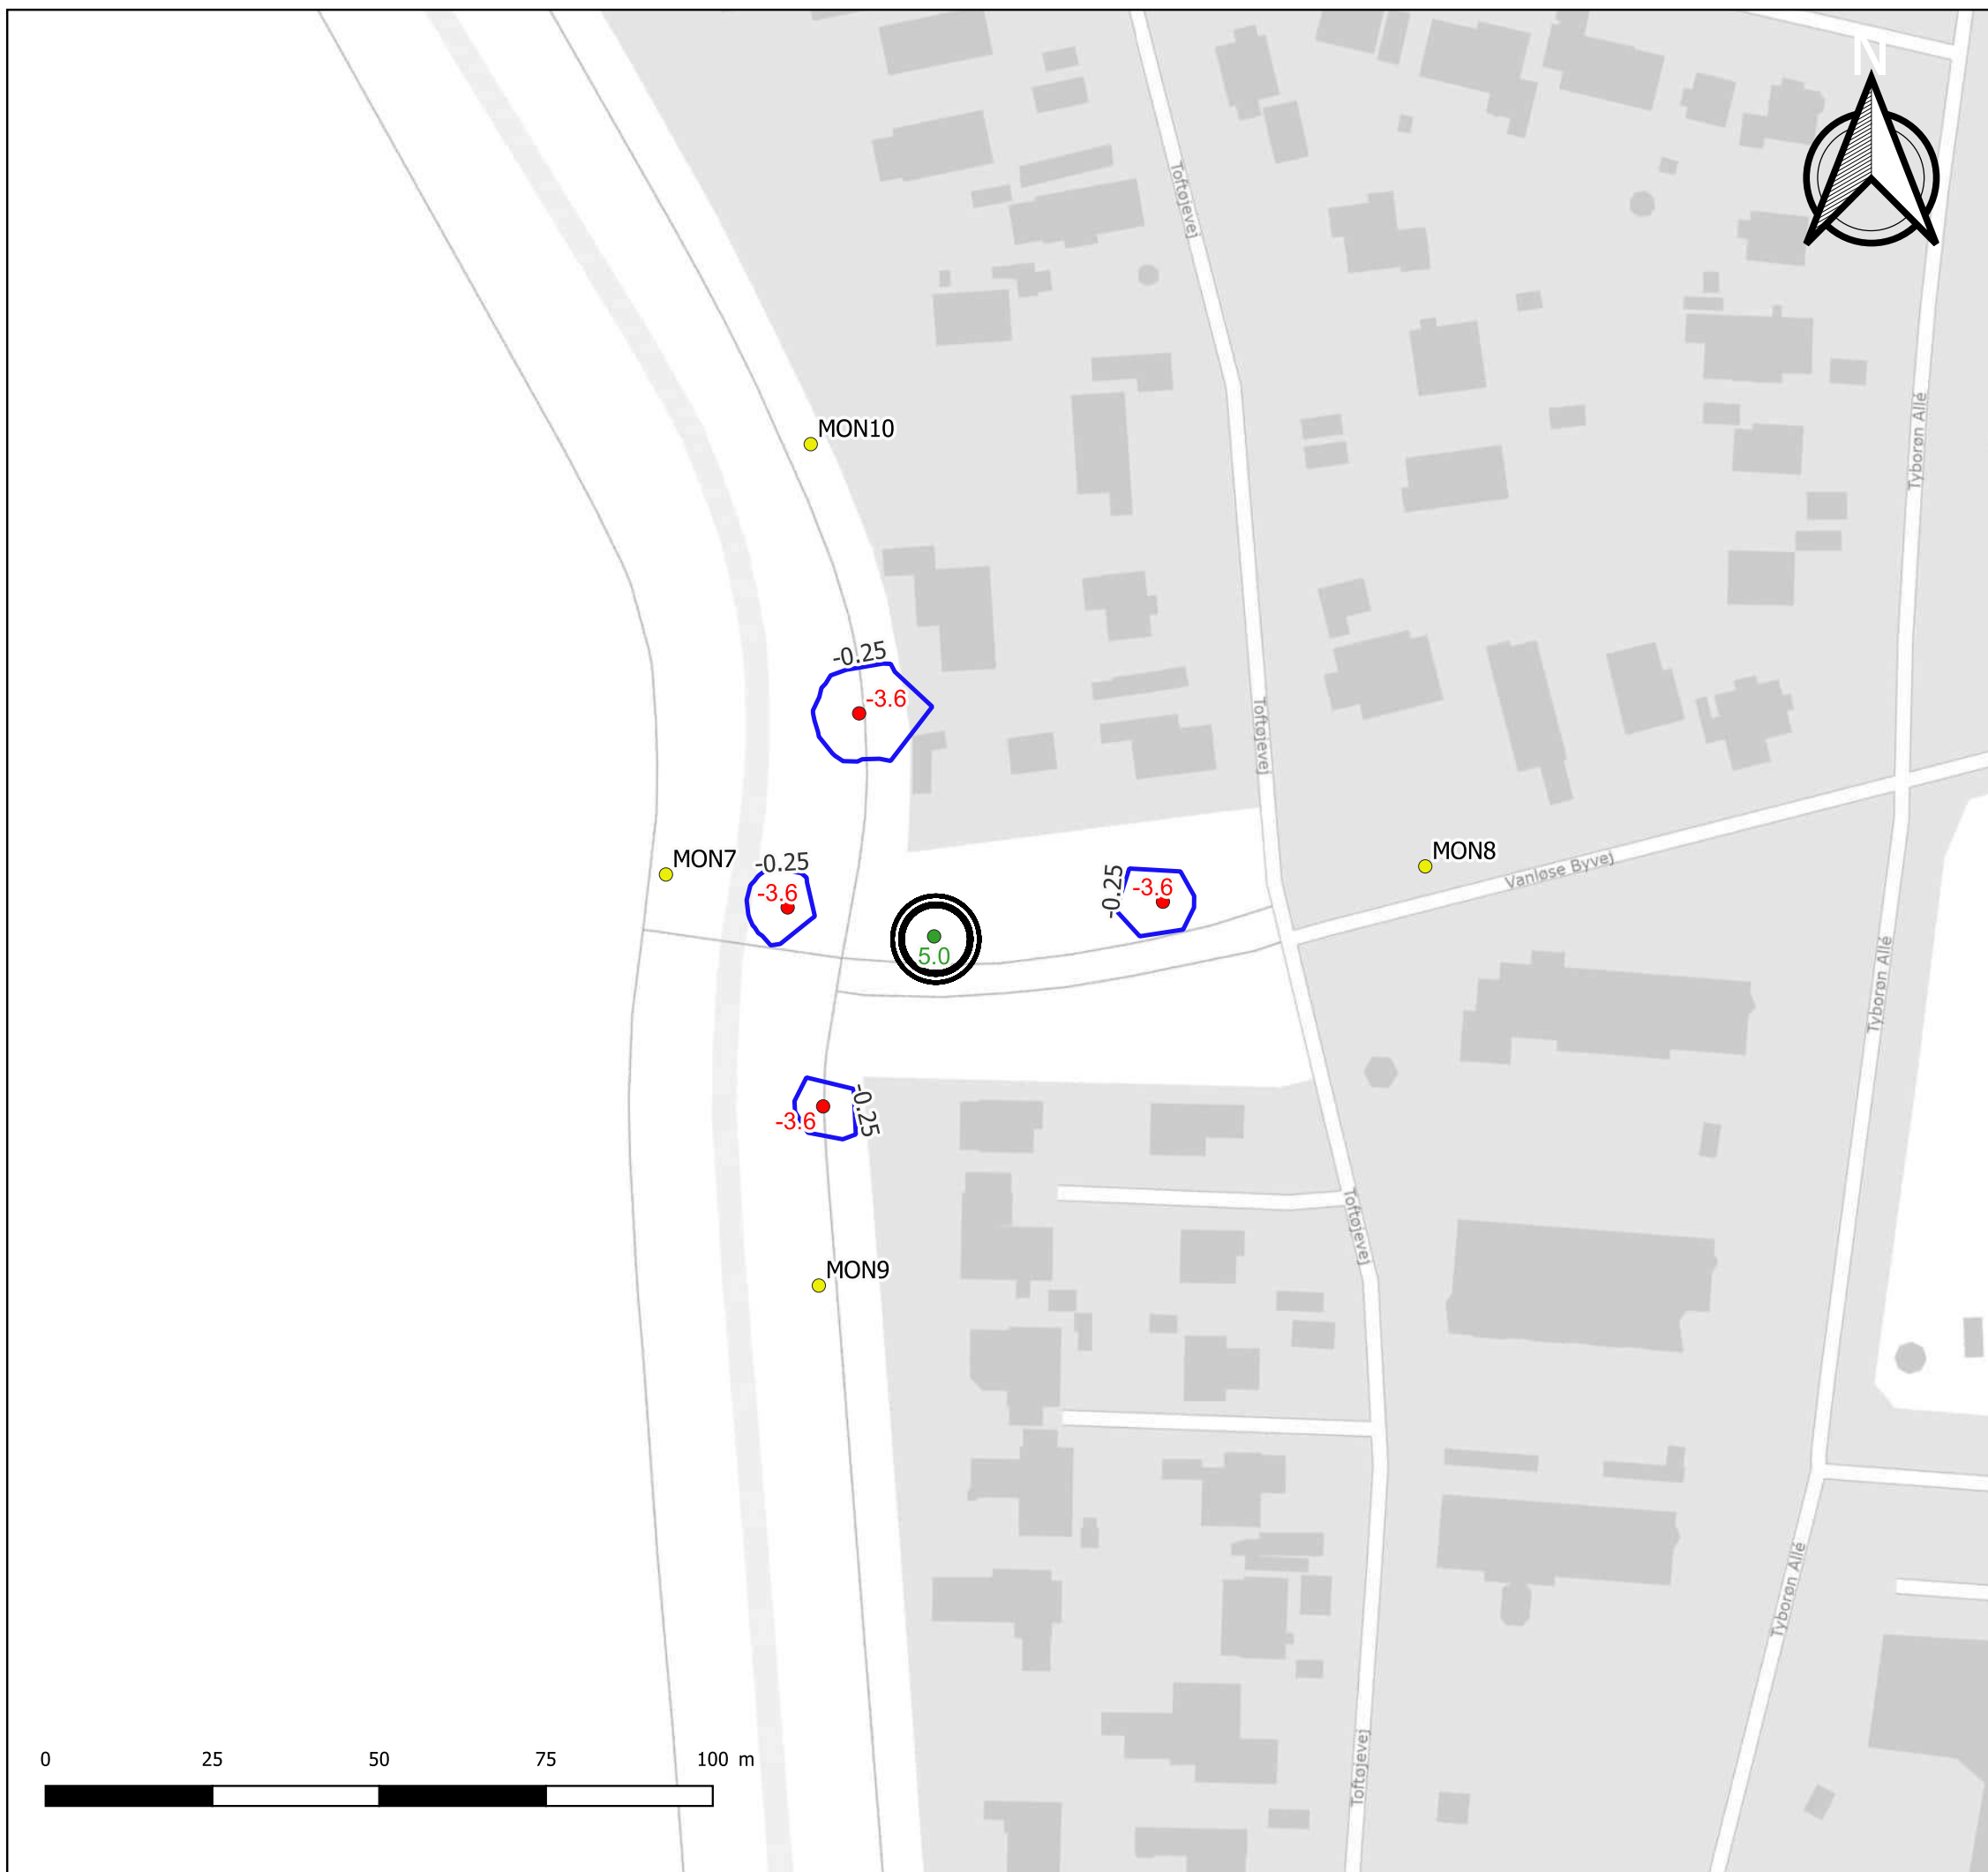 N
Toftøjevej
Tyborøn Allé
MON10
-0.25
-3.6
Toftøjevej
MON7
-0.25
-3.6
-0.25
-3.6
MON8
Vanløse Byvej
5.0
Tyborøn Allé
-3.6
-0.25
Toftøjevej
MON9
Tyborøn Allé
Toftøjevej
0 25 50 75 100 m